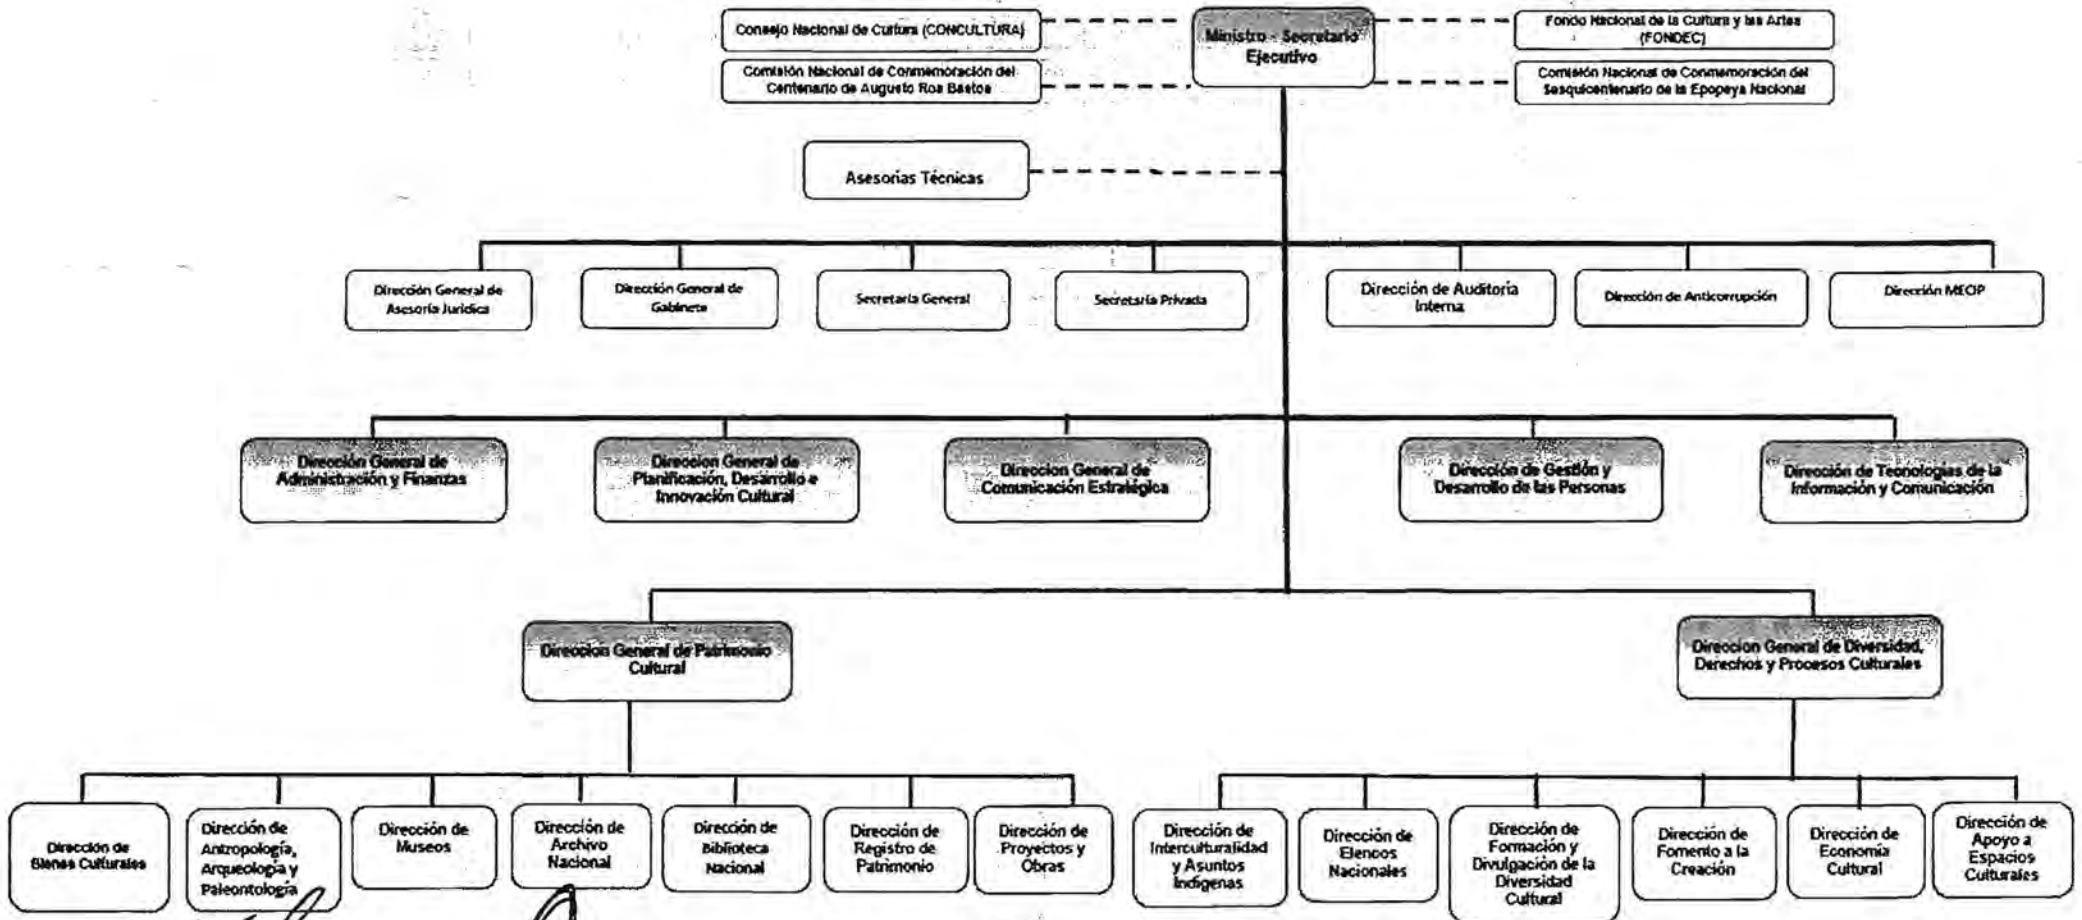 Consejo Nacional de Cultura (CONCULTURA)
Ministro - Secretario
Ejecutivo
Fondo Nacional de la Cultura y las Artes
(FONDEC)
Comisión Nacional de Conmemoración del
Centenario de Augusto Roa Bastos
Comisión Nacional de Conmemoración del
Sesquicentenario de la Epopeya Nacional
Asesorías Técnicas
Dirección General de
Asesoría Jurídica
Dirección General de
Gabinete
Secretaría General
Secretaría Privada
Dirección de Auditoría
Interna
Dirección de Anticorrupción
Dirección MECIP
Dirección General de
Administración y Finanzas
Direccion General de
Planificación, Desarrollo e
Innovación Cultural
Direccion General de
Comunicación Estratégica
Dirección de Gestión y
Desarrollo de las Personas
Dirección de Tecnologías de la
Información y Comunicación
Direccion General de Patrimonio
Cultural
Direccion General de Diversidad,
Derechos y Procesos Culturales
Dirección de
Bienes Culturales
Dirección de
Antropología,
Arqueología y
Paleontología
Dirección de
Museos
Dirección de
Archivo
Nacional
Dirección de
Biblioteca
Nacional
Dirección de
Registro de
Patrimonio
Dirección de
Proyectos y
Obras
Dirección de
Interculturalidad
y Asuntos
Indígenas
Dirección de
Elencos
Nacionales
Dirección de
Formación y
Divulgación de la
Diversidad
Cultural
Dirección de
Fomento a la
Creación
Dirección de
Economía
Cultural
Dirección de
Apoyo a
Espacios
Culturales